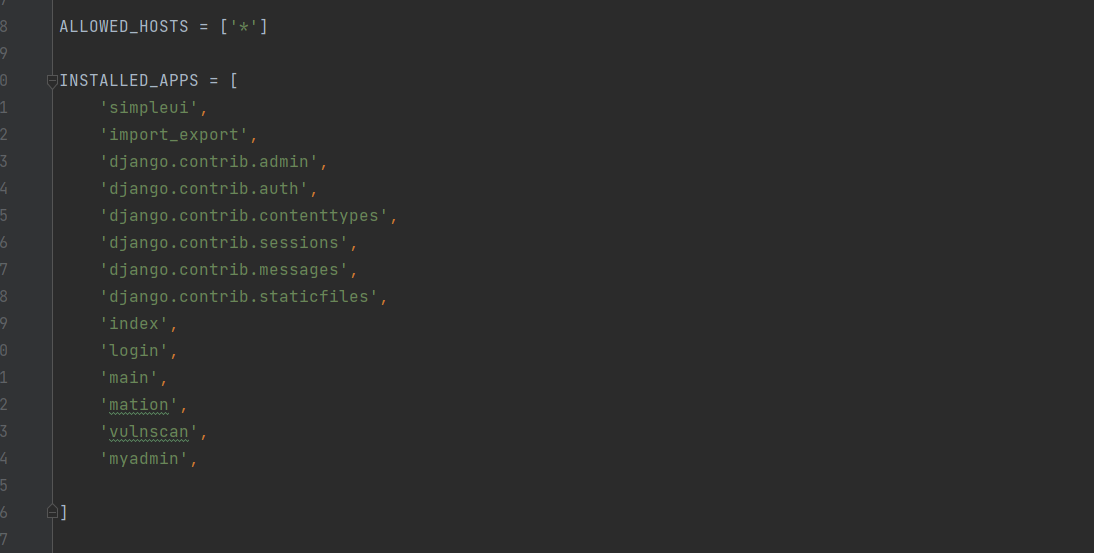 8 ALLOWED_HOSTS = ['*']
9
0 INSTALLED_APPS = [
1 'simpleui',
2 'import_export',
3 'django.contrib.admin',
4 'django.contrib.auth',
5 'django.contrib.contenttypes',
6 'django.contrib.sessions',
7 'django.contrib.messages',
8 'django.contrib.staticfiles',
9 'index',
0 'login',
1 'main',
2 'mation',
3 'vulnscan',
4 'myadmin',
5
6 ]
7